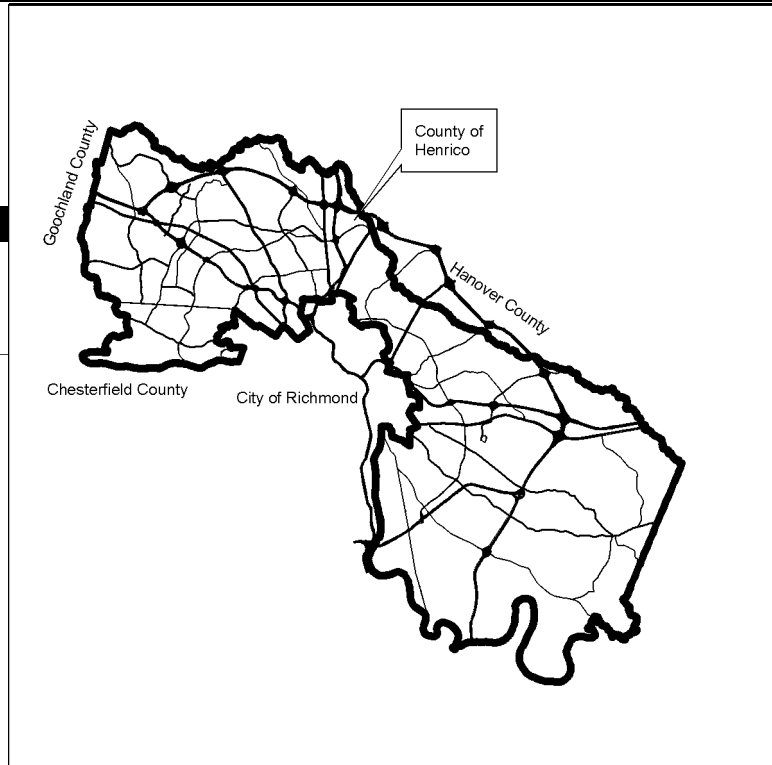 County of
Henrico
Goochland County
Hanover County
Chesterfield County
City of Richmond